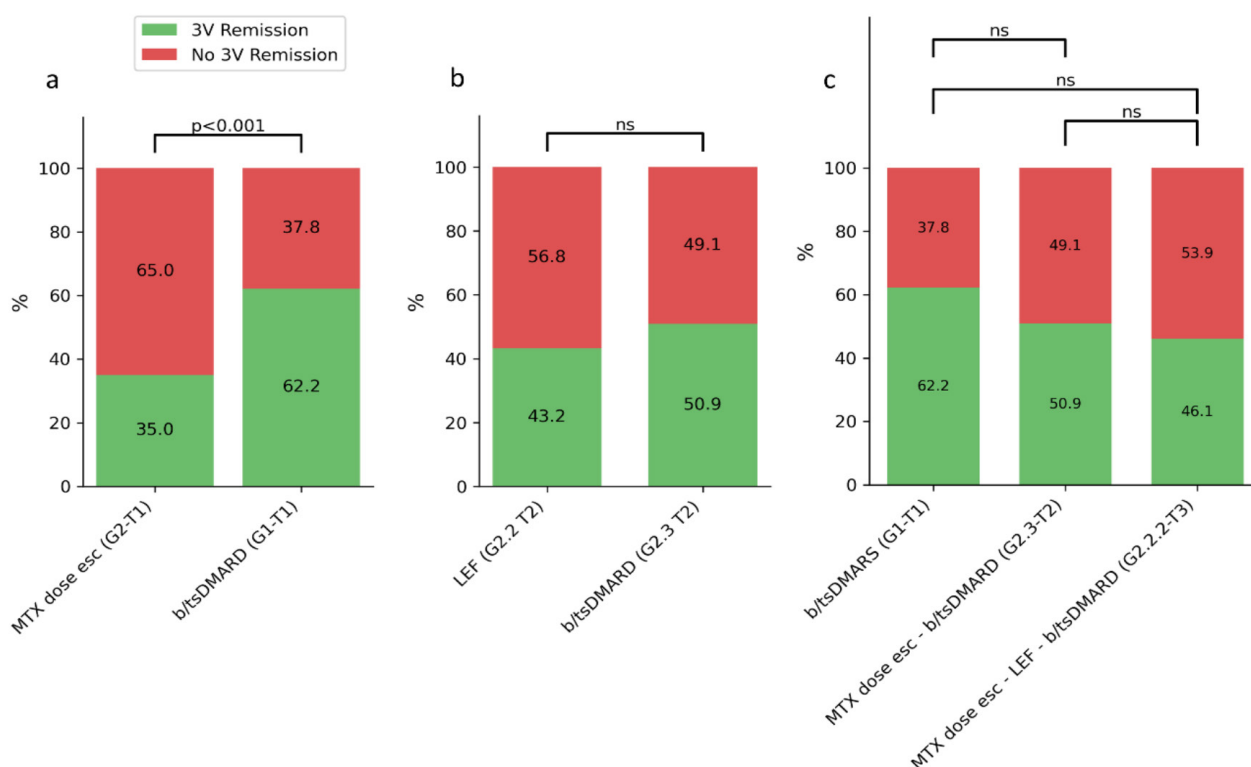 3V Remission
No 3V Remission
a
p<0.001
100
80
60
40
20
0
%
65.0
35.0
37.8
62.2
MTX dose esc (G2-T1)
b/tsDMARD (G1-T1)
b
ns
100
80
60
40
20
0
%
56.8
43.2
49.1
50.9
LEF (G2.2 T2)
b/tsDMARD (G2.3 T2)
c
ns
ns
ns
100
80
60
40
20
0
%
37.8
62.2
49.1
50.9
53.9
46.1
b/tsDMARS (G1-T1)
MTX dose esc - b/tsDMARD (G2.3-T2)
MTX dose esc - LEF - b/tsDMARD (G2.2.2-T3)